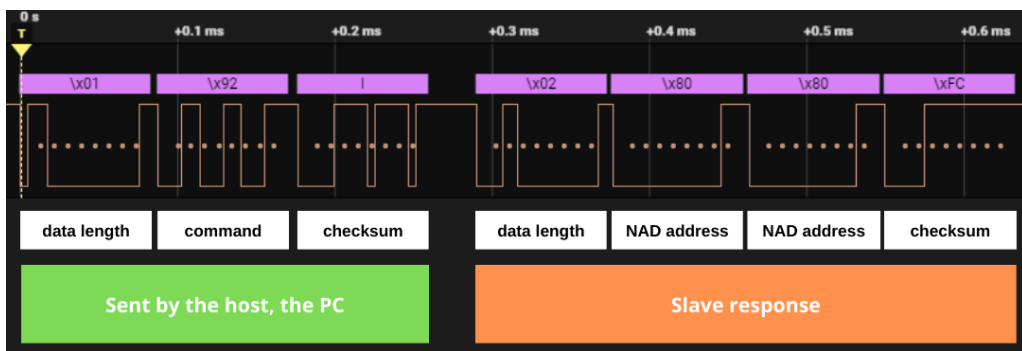 0 s
T
+0.1 ms +0.2 ms +0.3 ms +0.4 ms +0.5 ms +0.6 ms
\x01 \x92 I \x02 \x80 \x80 \xFC
data length command checksum data length NAD address NAD address checksum
Sent by the host, the PC Slave response